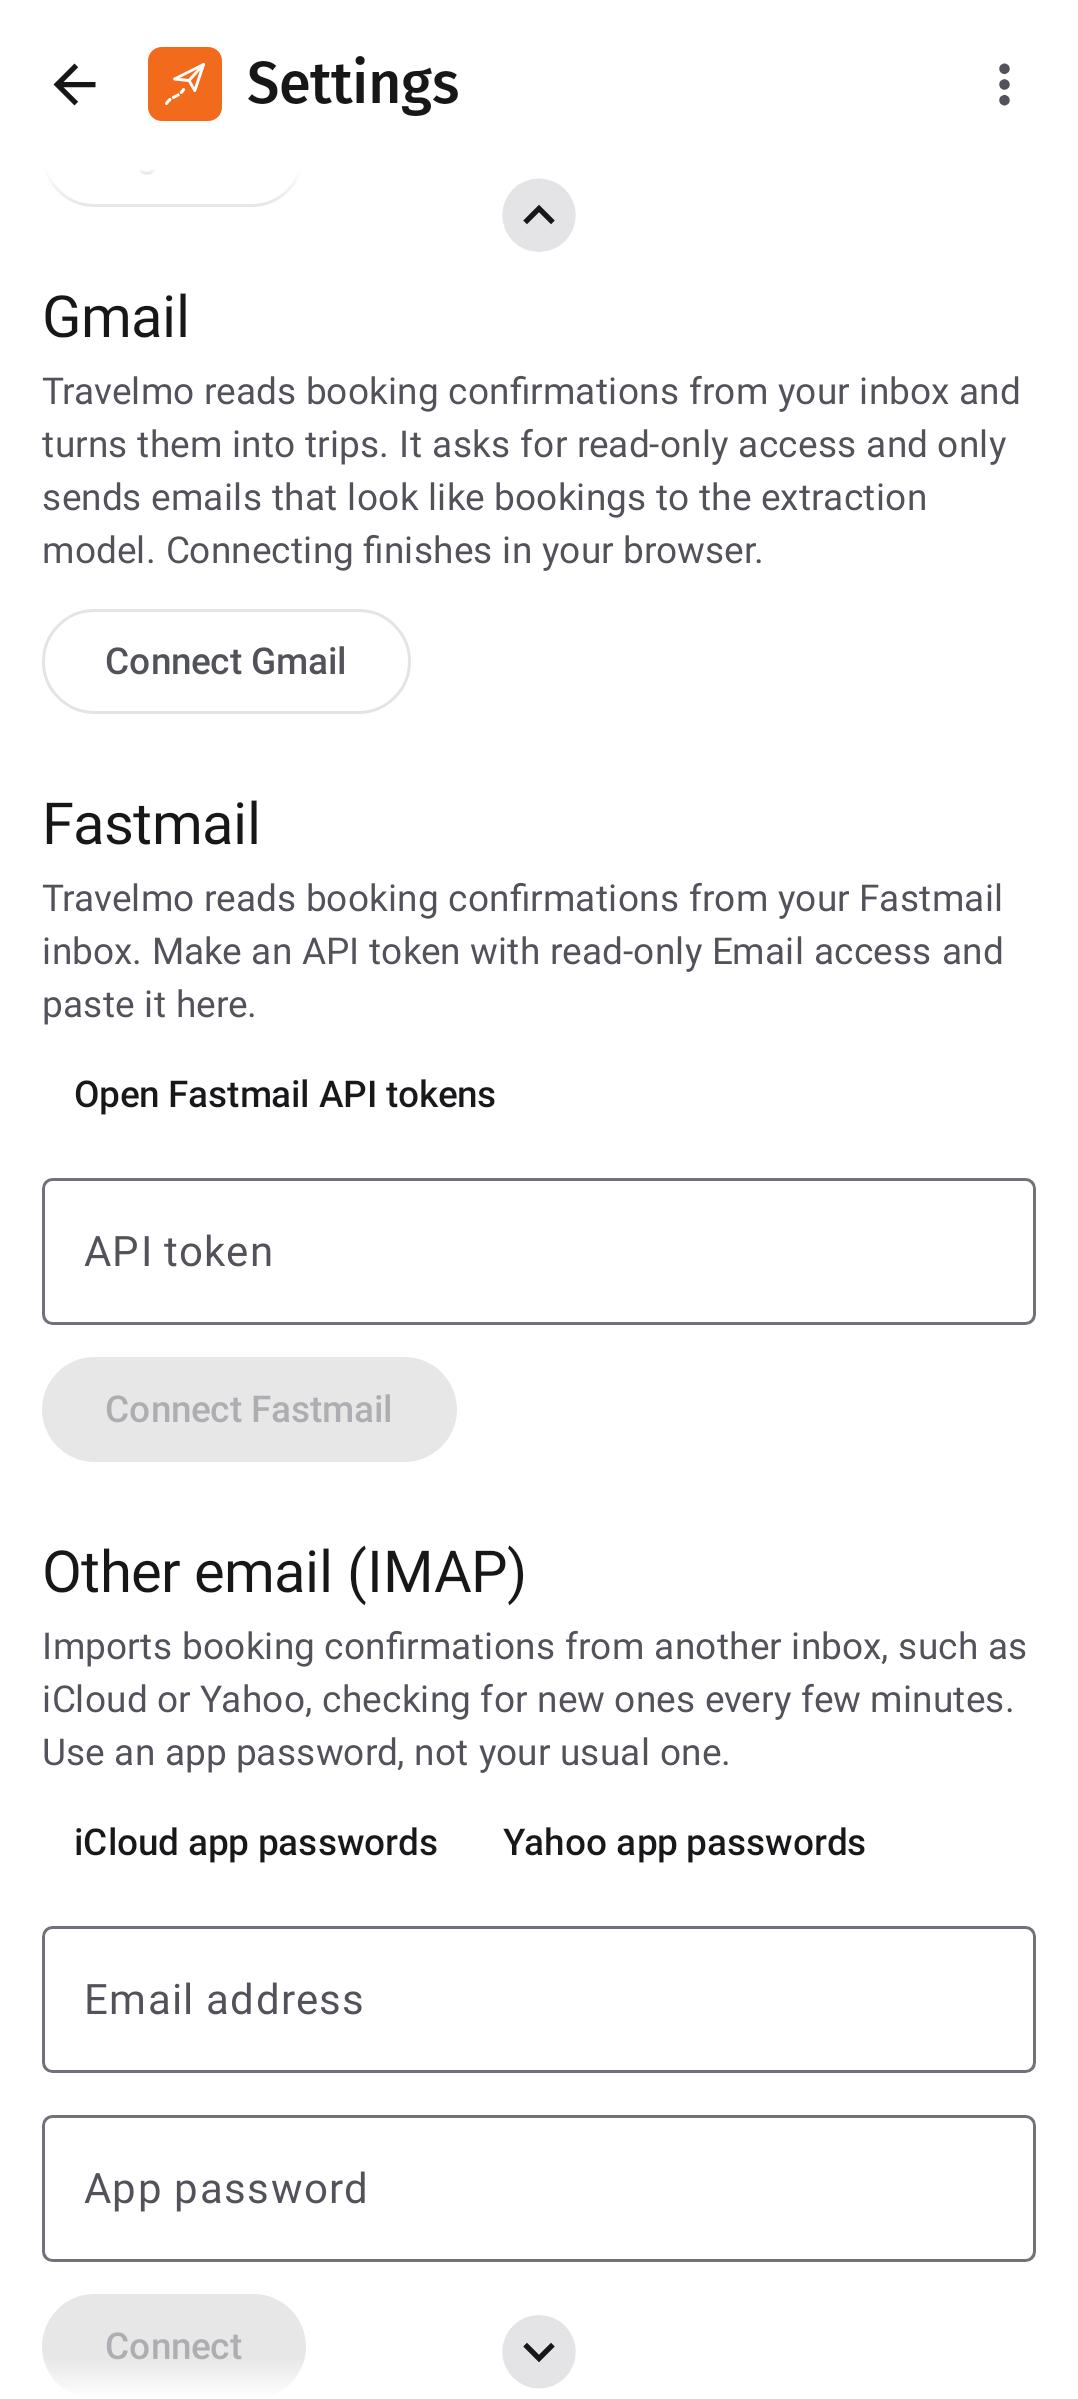 Settings
Gmail
Travelmo reads booking confirmations from your inbox and
turns them into trips. It asks for read-only access and only
sends emails that look like bookings to the extraction
model. Connecting finishes in your browser.
Connect Gmail
Fastmail
Travelmo reads booking confirmations from your Fastmail
inbox. Make an API token with read-only Email access and
paste it here.
Open Fastmail API tokens
API token
Connect Fastmail
Other email (IMAP)
Imports booking confirmations from another inbox, such as
iCloud or Yahoo, checking for new ones every few minutes.
Use an app password, not your usual one.
iCloud app passwords Yahoo app passwords
Email address
App password
Connect